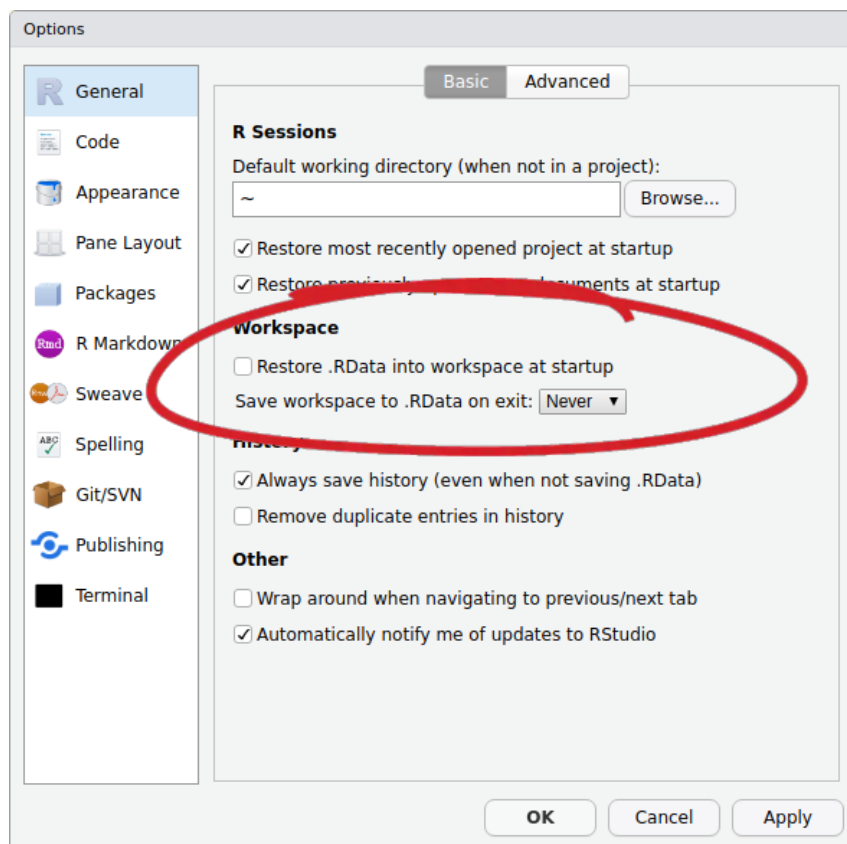 Options
General
Code
Appearance
Pane Layout
Packages
Rmd R Markdown
Sweave
ABC Spelling
Git/SVN
Publishing
Terminal
Basic Advanced
R Sessions
Default working directory (when not in a project):
~ Browse...
Restore most recently opened project at startup
Restore previously documents at startup
Workspace
Restore .RData into workspace at startup
Save workspace to .RData on exit: Never
History
Always save history (even when not saving .RData)
Remove duplicate entries in history
Other
Wrap around when navigating to previous/next tab
Automatically notify me of updates to RStudio
OK Cancel Apply